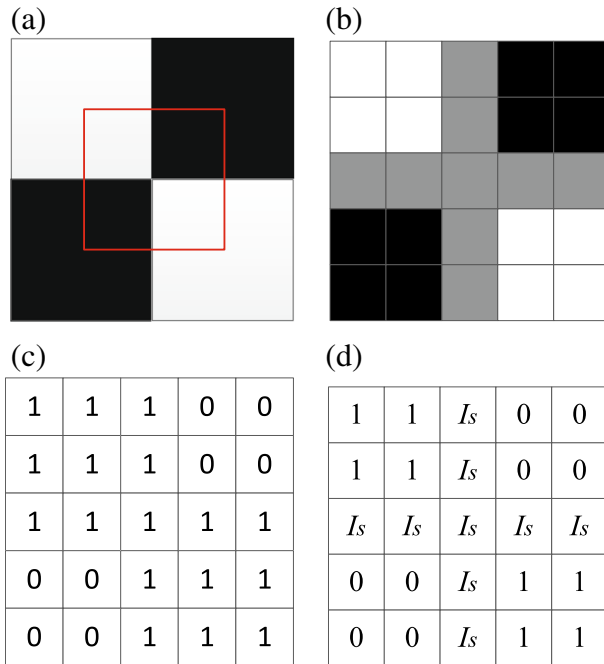 (a) (b)
(c) (d)
1 1 1 0 0
1 1 1 0 0
1 1 1 1 1
0 0 1 1 1
0 0 1 1 1
1 1 Is 0 0
1 1 Is 0 0
Is Is Is Is Is
0 0 Is 1 1
0 0 Is 1 1